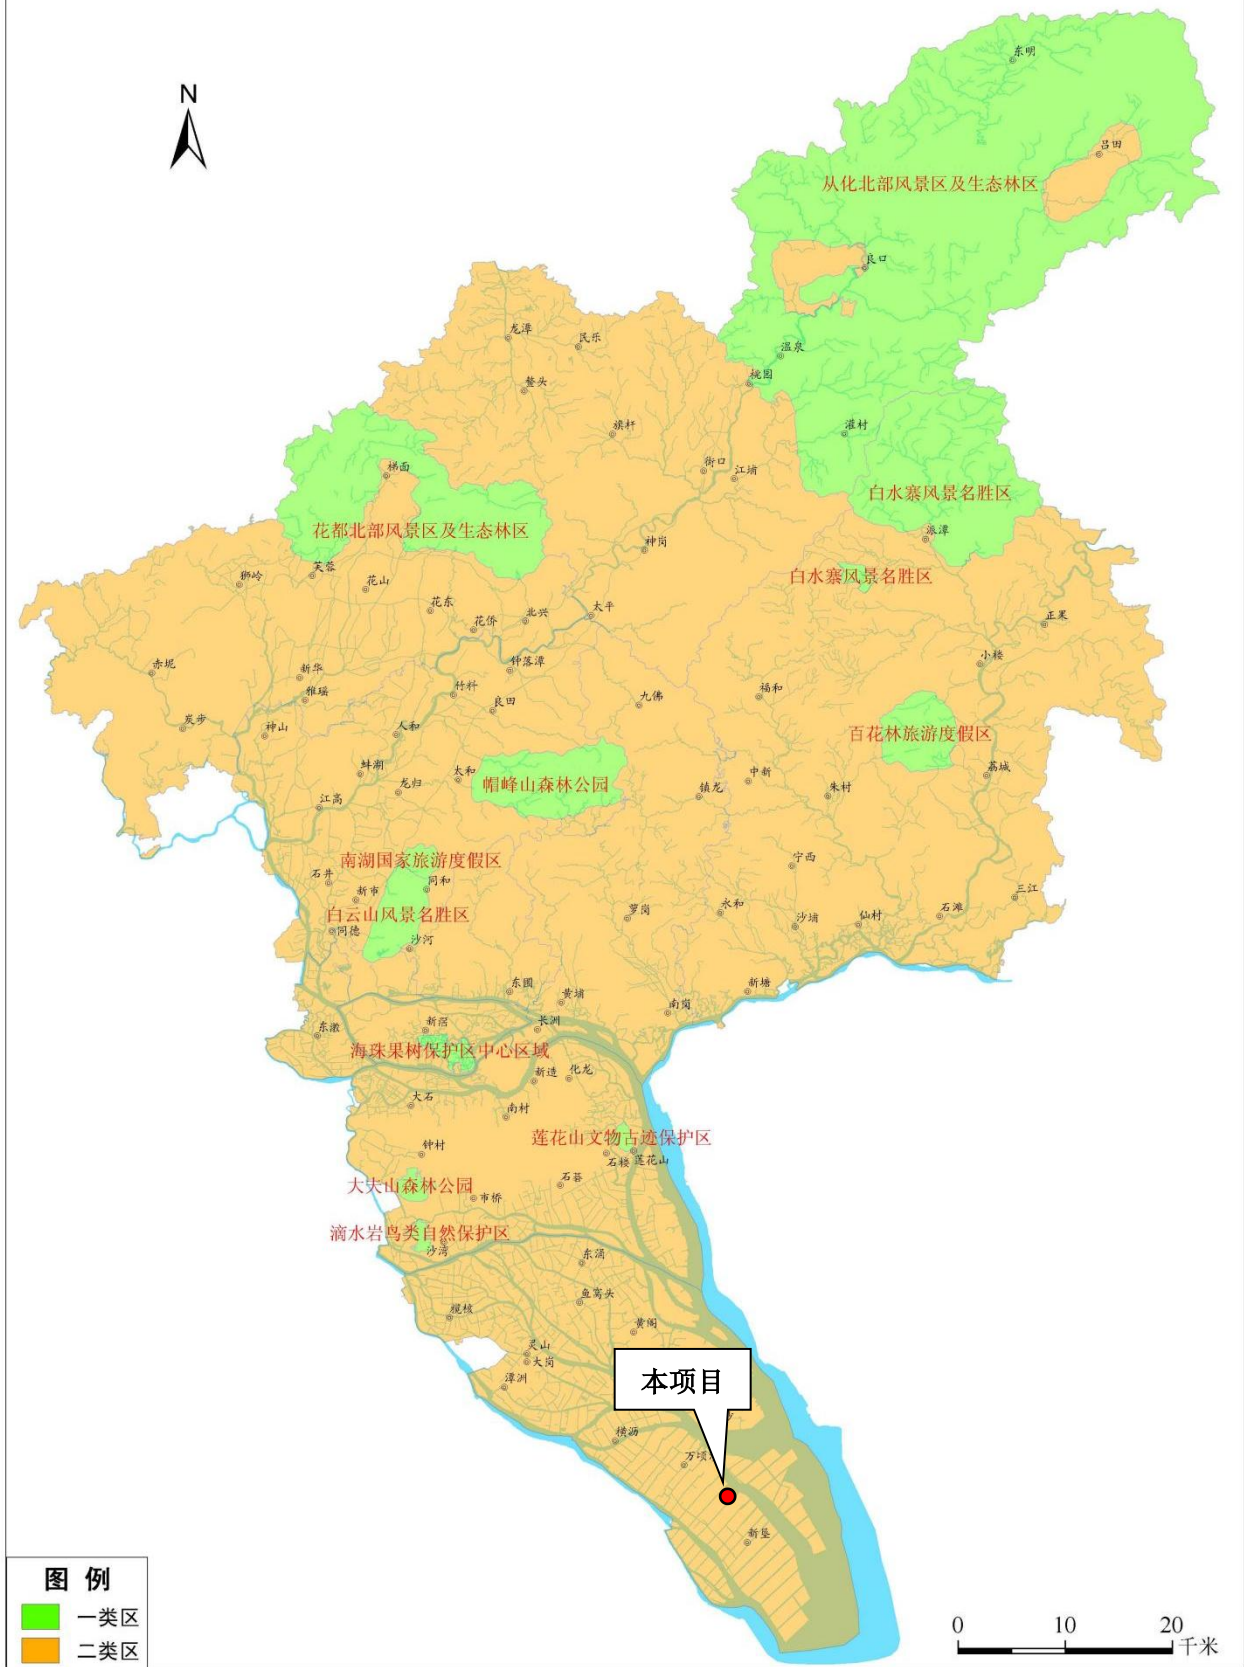 东明
N
吕田
从化北部风景区及生态林区
良口
龙潭
民乐
温泉
桃园
鳌头
旗杆
灌村
街口
江埔
梯面
白水寨风景名胜区
花都北部风景区及生态林区
派潭
神岗
芙蓉
狮岭
花山
白水寨风景名胜区
花东
北兴
太平
花侨
正果
赤坭
新华
钟落潭
小楼
竹料
九佛
福和
雅瑶
良田
炭步
神山
人和
百花林旅游度假区
蚌湖
太和
龙归
帽峰山森林公园
中新
镇龙
朱村
荔城
江高
南湖国家旅游度假区
宁西
石井
同和
新市
三江
白云山风景名胜区
萝岗
永和
沙埔
仙村
石滩
同德
沙河
东圃
黄埔
新塘
南岗
东漖
新滘
长洲
海珠果树保护区中心区域
新造
化龙
大石
南村
莲花山文物古迹保护区
钟村
石楼
莲花山
大夫山森林公园
石碁
市桥
滴水岩鸟类自然保护区
沙湾
东涌
鱼窝头
榄核
黄阁
灵山
大岗
潭洲
本项目
横沥
万顷
新垦
图 例
一类区
二类区
0 10 20
千米